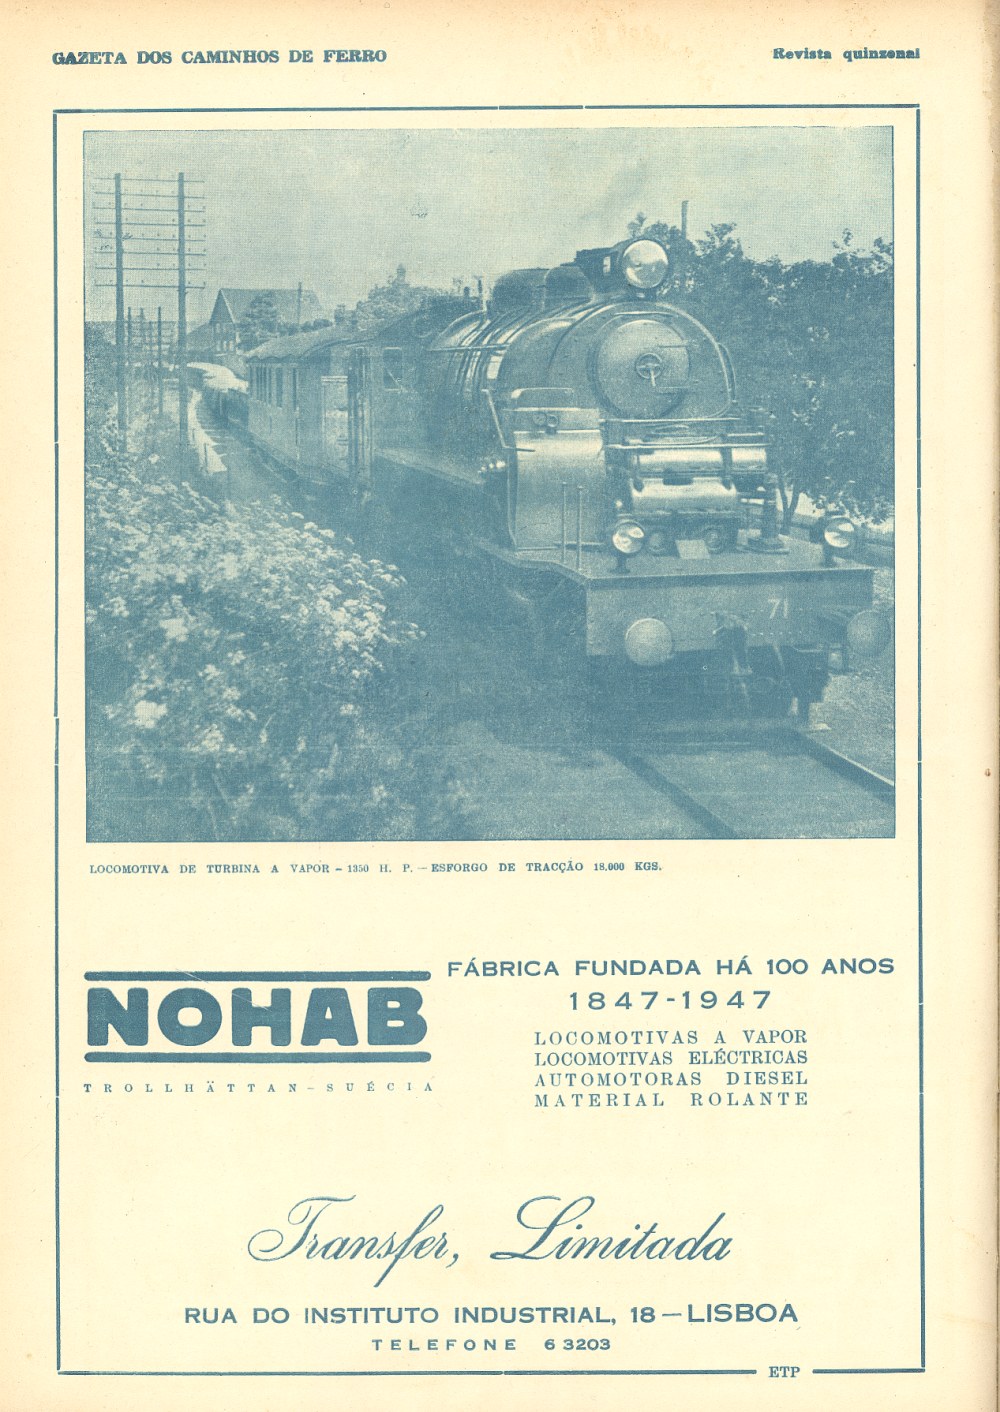 GAZETA DOS CAMINHOS DE FERRO
Revista quinzenal
71
LOCOMOTIVA DE TURBINA A VAPOR – 1350 H. P. – ESFORGO DE TRACÇÃO 18.000 KGS.
NOHAB
TROLLHÄTTAN – SUÉCIA
FÁBRICA FUNDADA HÁ 100 ANOS
1847-1947
LOCOMOTIVAS A VAPOR
LOCOMOTIVAS ELÉCTRICAS
AUTOMOTORAS DIESEL
MATERIAL ROLANTE
Transfer, Limitada
RUA DO INSTITUTO INDUSTRIAL, 18 — LISBOA
TELEFONE 6 3203
ETP